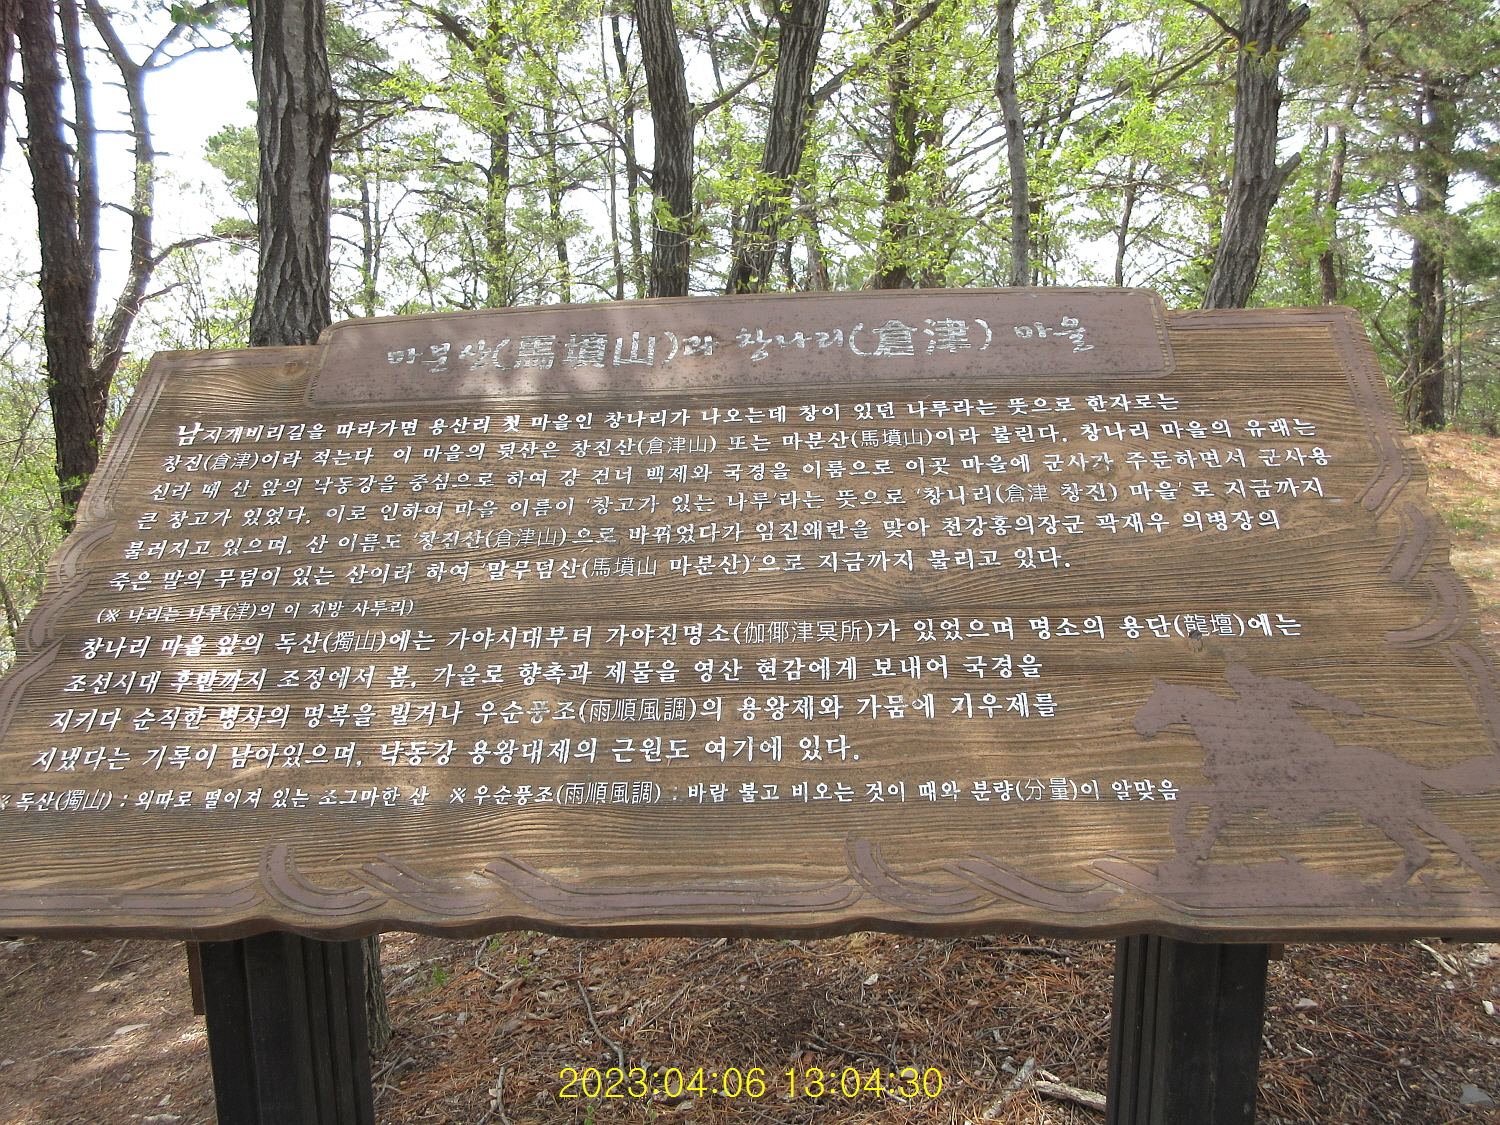 마분산(馬墳山)과 창나리(倉津) 마을
남지개비리길을 따라가면 용산리 첫 마을인 창나리가 나오는데 창이 있던 나루라는 뜻으로 한자로는
창진(倉津)이라 적는다 이 마을의 뒷산은 창진산(倉津山) 또는 마분산(馬墳山)이라 불린다. 창나리 마을의 유래는
신라 때 산 앞의 낙동강을 중심으로 하여 강 건너 백제와 국경을 이룸으로 이곳 마을에 군사가 주둔하면서 군사용
큰 창고가 있었다. 이로 인하여 마을 이름이 '창고가 있는 나루'라는 뜻으로 '창나리(倉津 창진) 마을' 로 지금까지
불러지고 있으며. 산 이름도 '창진산(倉津山)으로 바뀌었다가 임진왜란을 맞아 천강홍의장군 곽재우 의병장의
죽은 말의 무덤이 있는 산이라 하여 '말무덤산(馬墳山 마분산)'으로 지금까지 불리고 있다.
(※ 나리는 나루(津)의 이 지방 사투리)
창나리 마을 앞의 독산(獨山)에는 가야시대부터 가야진명소(伽倻津冥所)가 있었으며 명소의 용단(龍壇)에는
조선시대 후반까지 조정에서 봄, 가을로 향촉과 제물을 영산 현감에게 보내어 국경을
지키다 순직한 병사의 명복을 빌거나 우순풍조(雨順風調)의 용왕제와 가뭄에 기우제를
지냈다는 기록이 남아있으며, 낙동강 용왕대제의 근원도 여기에 있다.
※ 독산(獨山) : 외따로 떨어져 있는 조그마한 산 ※ 우순풍조(雨順風調) : 바람 불고 비오는 것이 때와 분량(分量)이 알맞음
2023:04:06 13:04:30